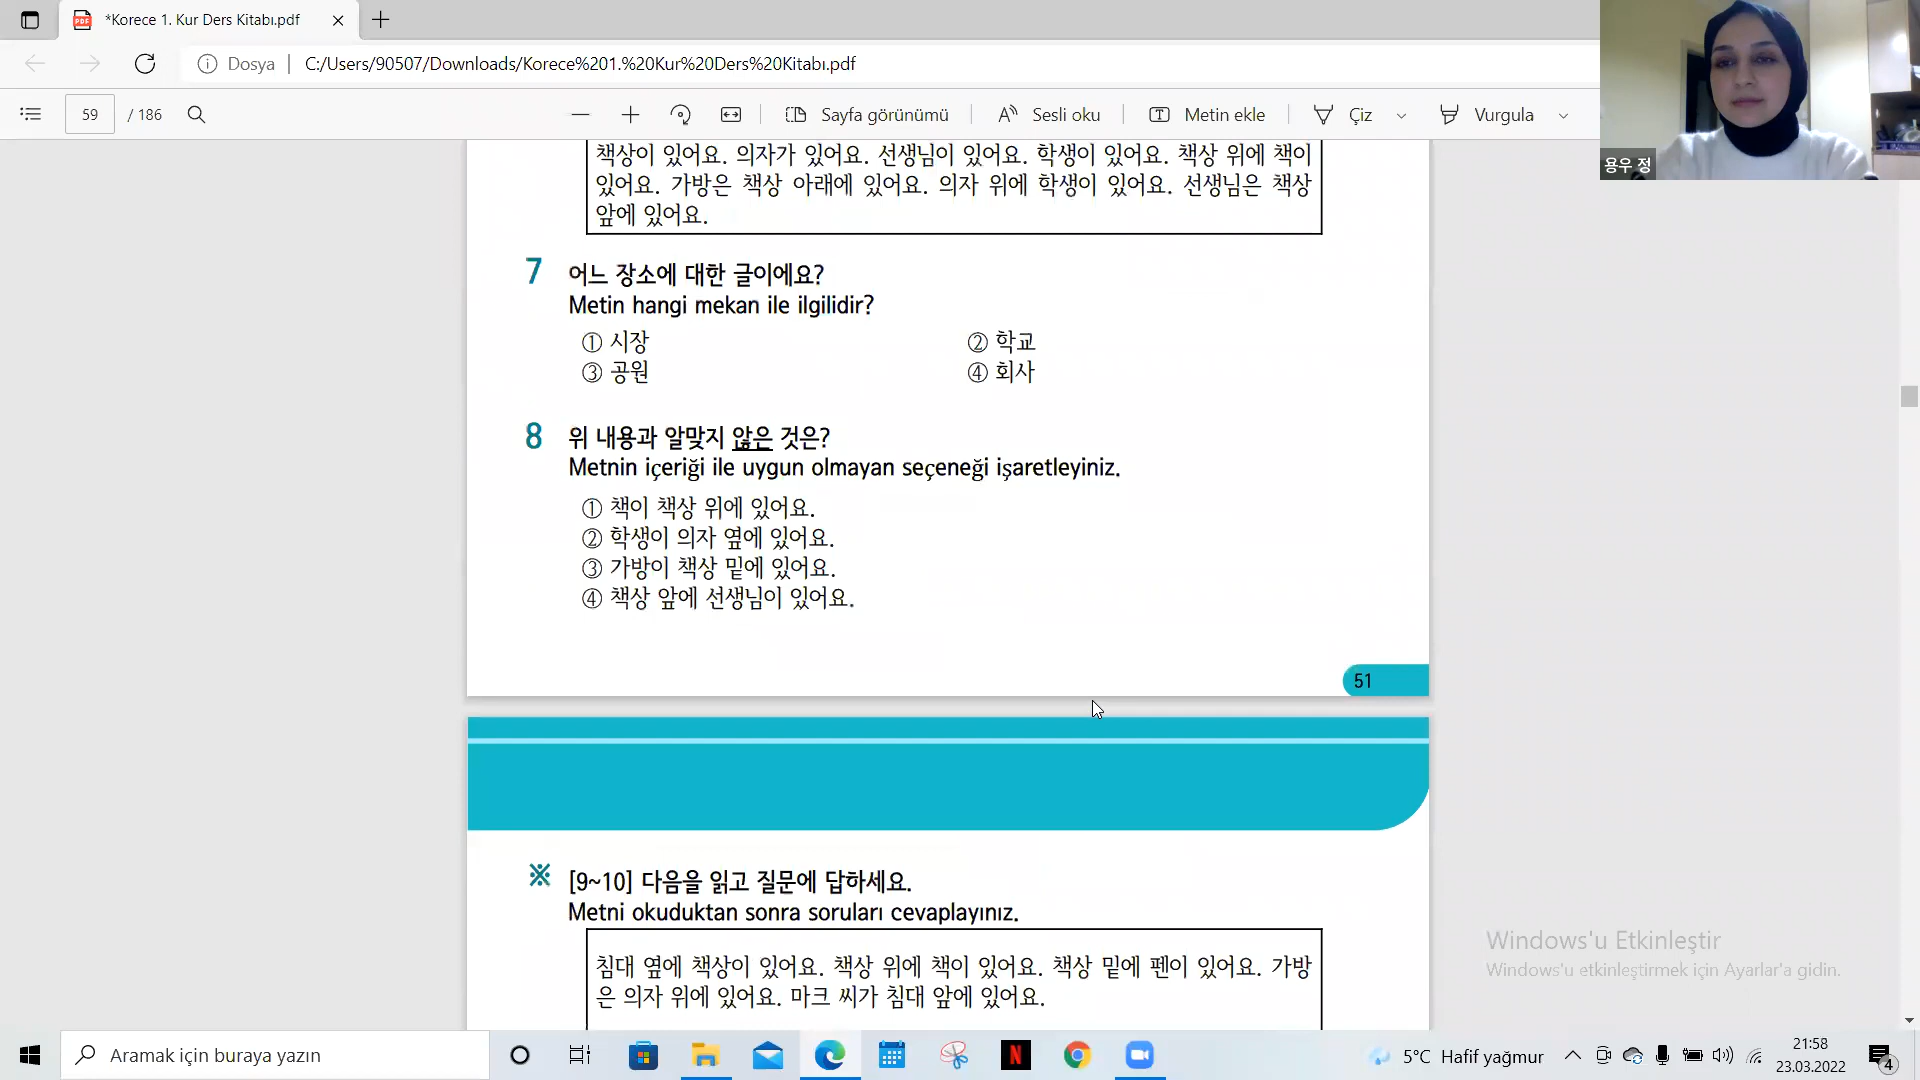 *Korece 1. Kur Ders Kitabı.pdf
Dosya | C:/Users/90507/Downloads/Korece%201.%20Kur%20Ders%20Kitabı.pdf
59 / 186 Sayfa görünümü Sesli oku Metin ekle Çiz Vurgula
용우 정
책상이 있어요. 의자가 있어요. 선생님이 있어요. 학생이 있어요. 책상 위에 책이
있어요. 가방은 책상 아래에 있어요. 의자 위에 학생이 있어요. 선생님은 책상
앞에 있어요.
7 어느 장소에 대한 글이에요?
Metin hangi mekan ile ilgilidir?
① 시장 ② 학교
③ 공원 ④ 회사
8 위 내용과 알맞지 않은 것은?
Metnin içeriği ile uygun olmayan seçeneği işaretleyiniz.
① 책이 책상 위에 있어요.
② 학생이 의자 옆에 있어요.
③ 가방이 책상 밑에 있어요.
④ 책상 앞에 선생님이 있어요.
51
※ [9~10] 다음을 읽고 질문에 답하세요.
Metni okuduktan sonra soruları cevaplayınız.
침대 옆에 책상이 있어요. 책상 위에 책이 있어요. 책상 밑에 펜이 있어요. 가방
은 의자 위에 있어요. 마크 씨가 침대 앞에 있어요.
Windows'u Etkinleştir
Windows'u etkinleştirmek için Ayarlar'a gidin.
Aramak için buraya yazın
5°C Hafif yağmur
21:58
23.03.2022
4